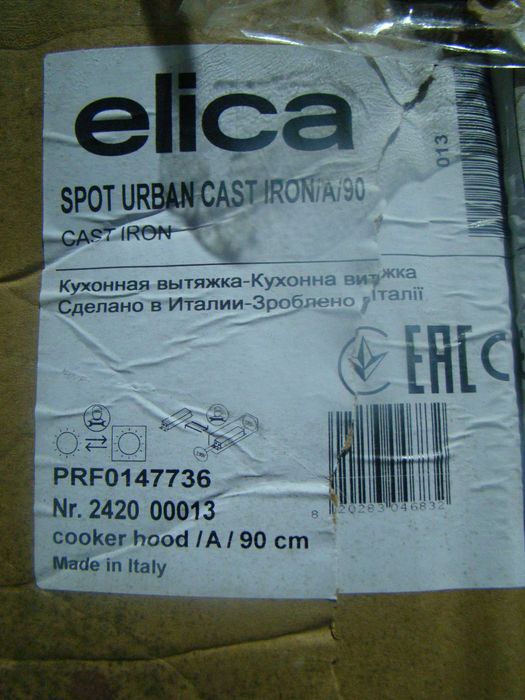 elica
SPOT URBAN CAST IRON/A/90
CAST IRON
013
Кухонная вытяжка-Кухонна витяжка
Сделано в Италии-Зроблено Італії
EAC
PRF0147736
Nr. 2420 00013
cooker hood /A / 90 cm
Made in Italy
8 020283 046832